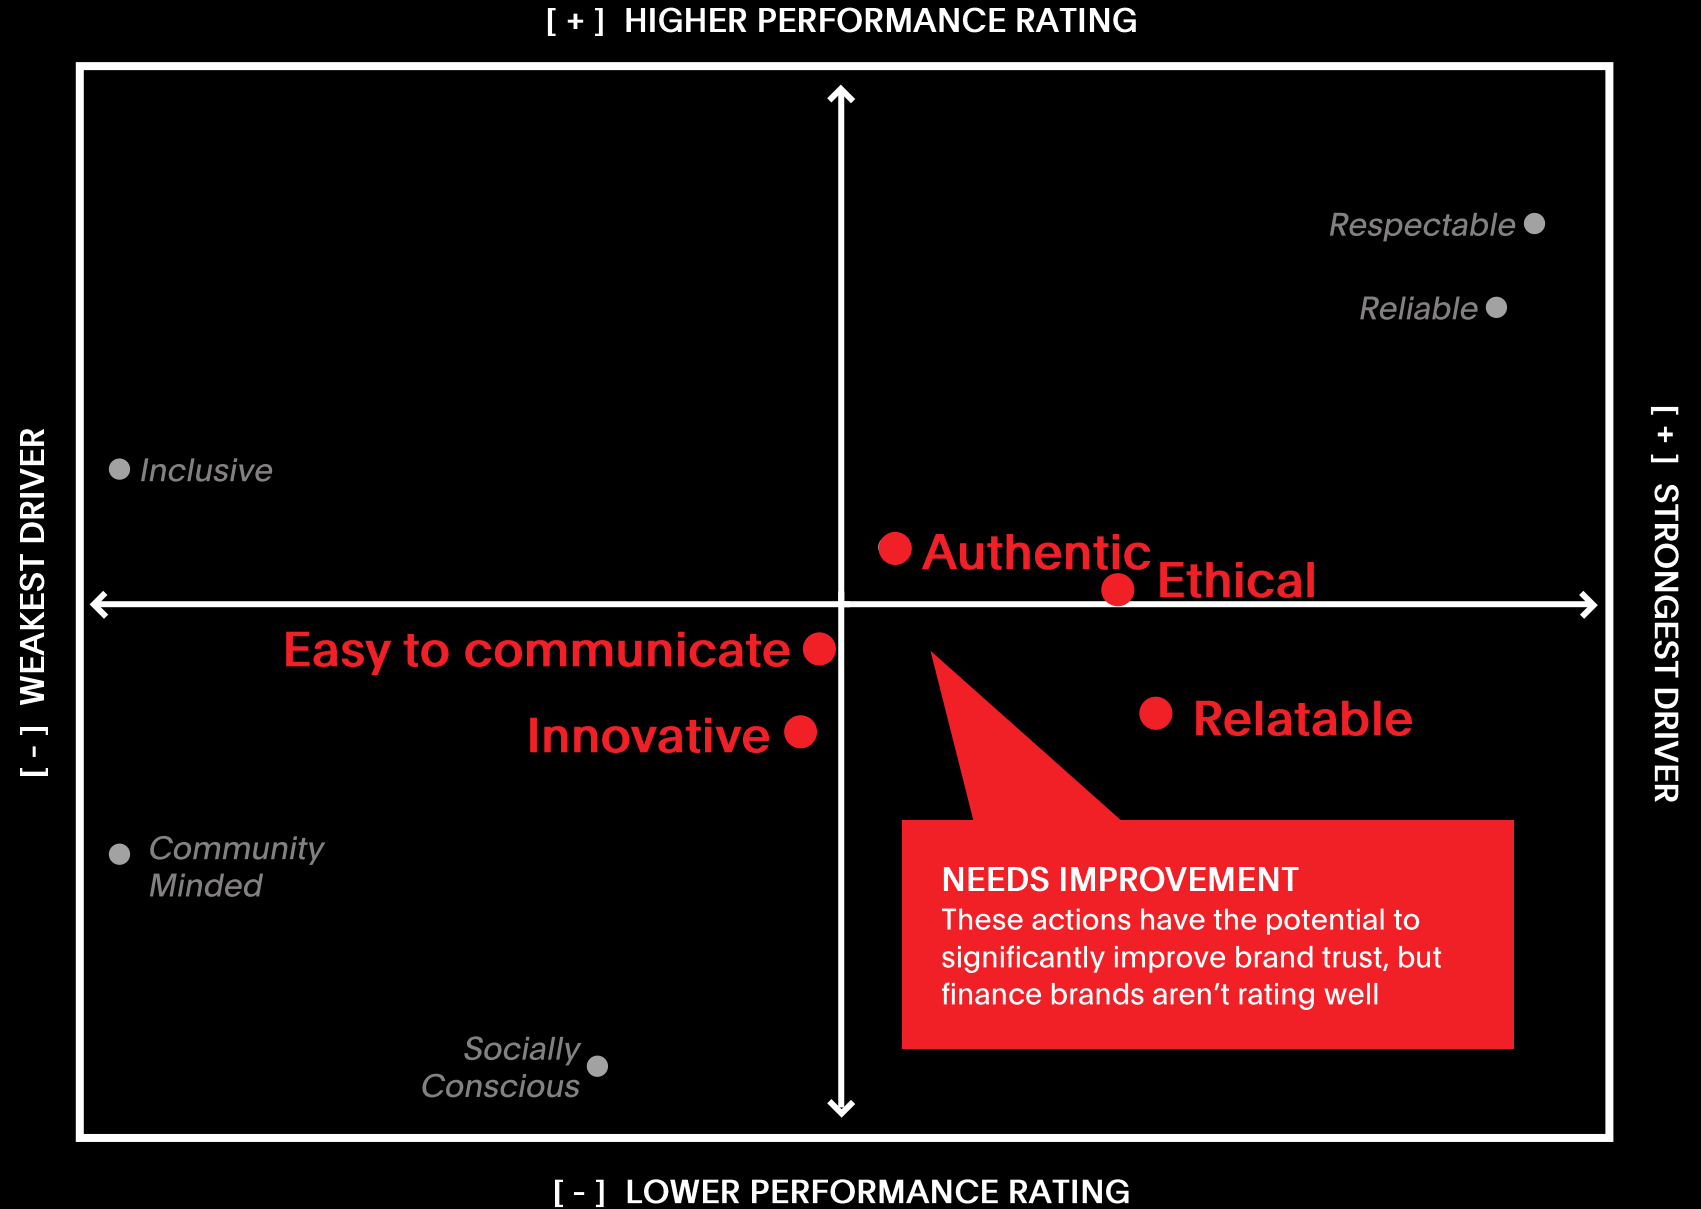 [ + ] HIGHER PERFORMANCE RATING
Respectable
Reliable
[ - ] WEAKEST DRIVER
[ + ] STRONGEST DRIVER
Inclusive
Authentic
Ethical
Easy to communicate
Relatable
Innovative
Community
Minded
NEEDS IMPROVEMENT
These actions have the potential to
significantly improve brand trust, but
finance brands aren’t rating well
Socially
Conscious
[ - ] LOWER PERFORMANCE RATING